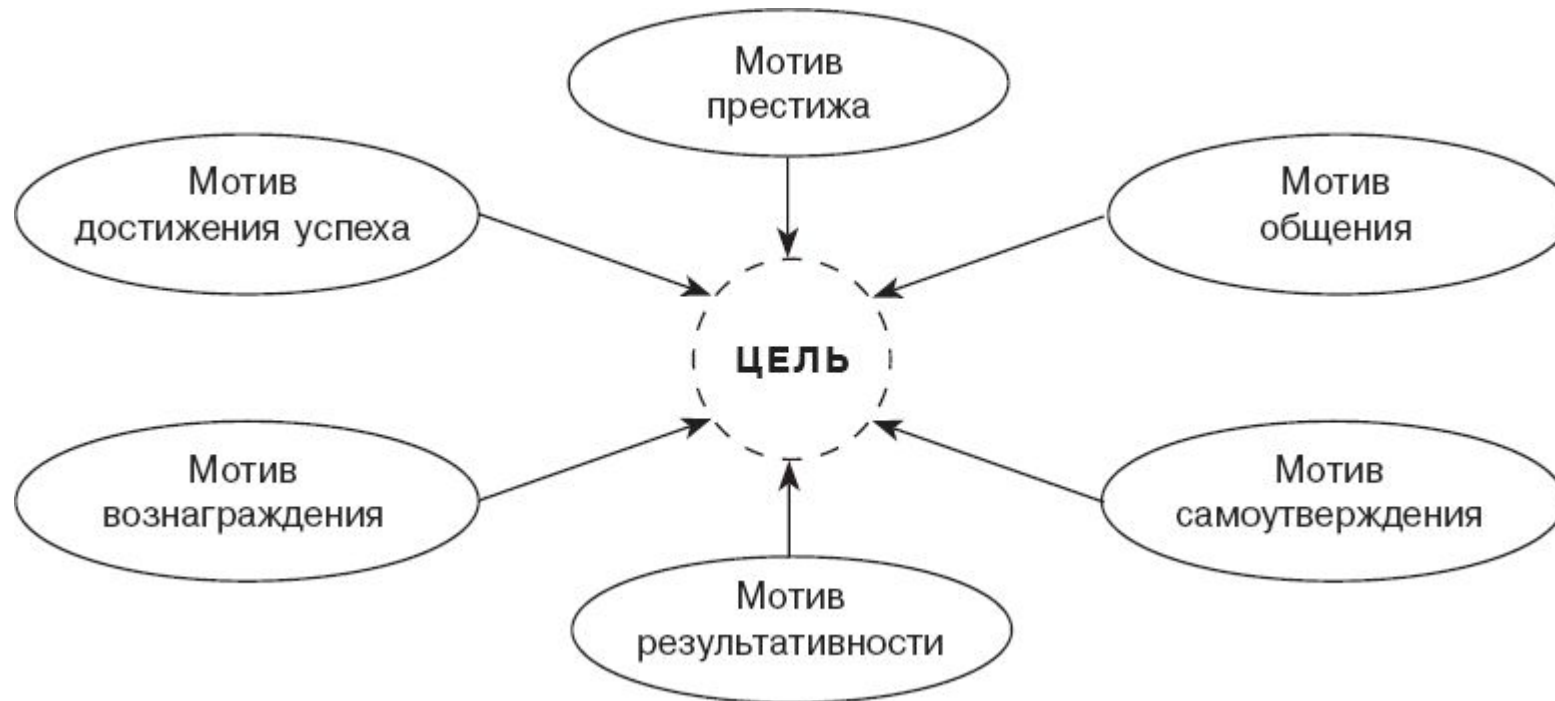 Мотив
престижа
Мотив
достижения успеха
Мотив
общения
ЦЕЛЬ
Мотив
вознаграждения
Мотив
самоутверждения
Мотив
результативности